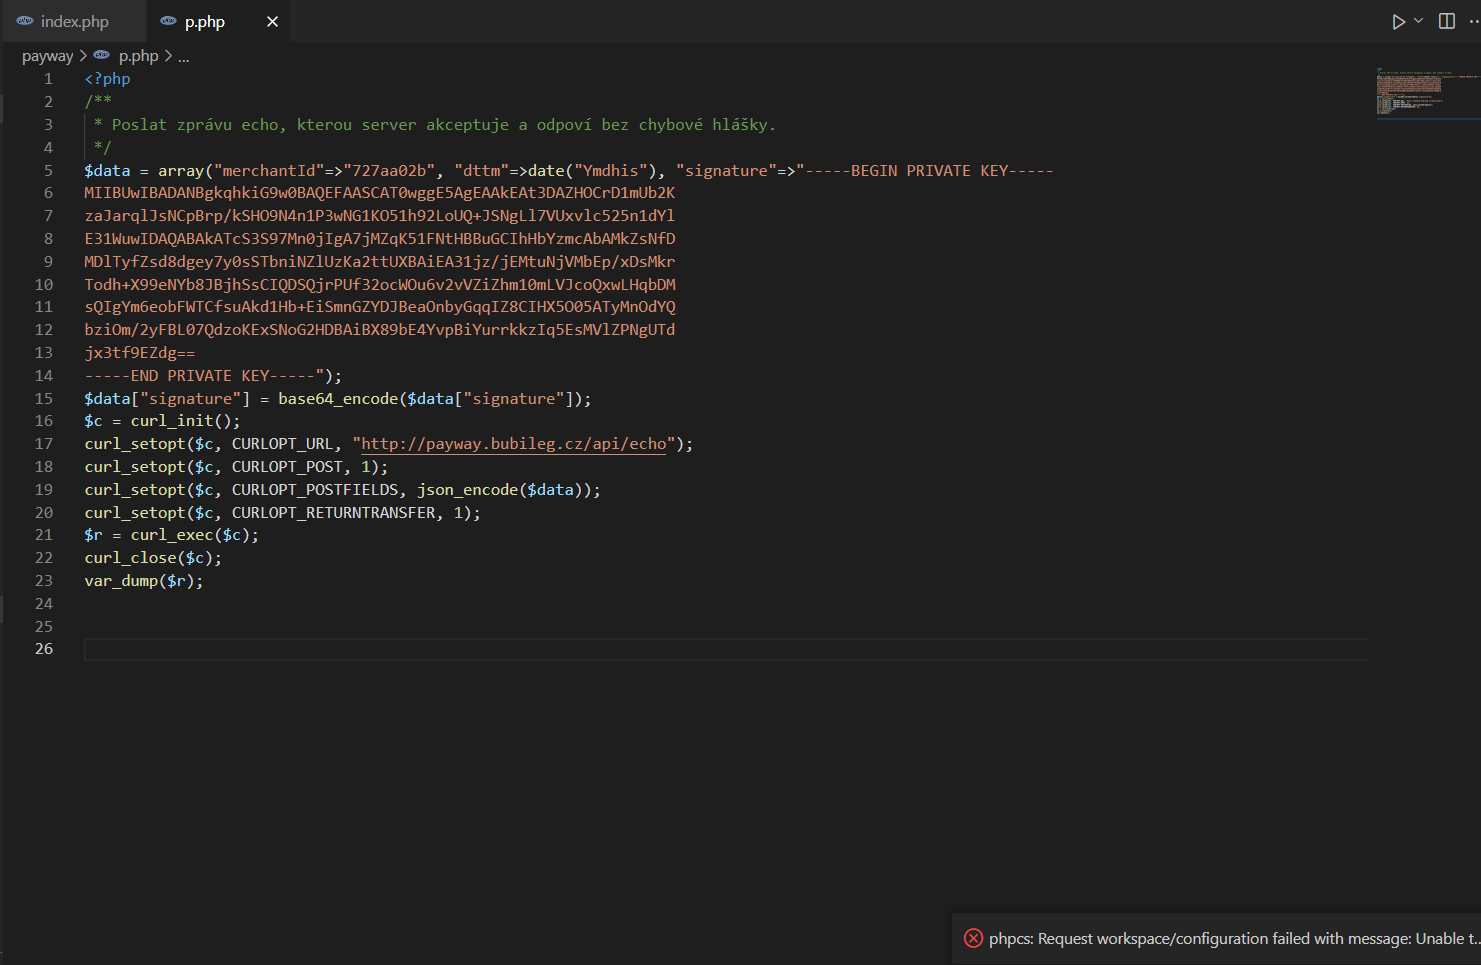 index.php
p.php
payway > p.php > ...
1 <?php
2 /**
3 * Poslat zprávu echo, kterou server akceptuje a odpoví bez chybové hlášky.
4 */
5 $data = array("merchantId"=>"727aa02b", "dttm"=>date("Ymdhis"), "signature"=>"-----BEGIN PRIVATE KEY-----
6 MIIBUwIBADANBgkqhkiG9w0BAQEFAASCAT0wggE5AgEAAkEAt3DAZHOCrD1mUb2K
7 zaJarqlJsNCpBrp/kSHO9N4n1P3wNG1KO51h92LoUQ+JSNgLl7VUxvlc525n1dYl
8 E31WuwIDAQABAkATcS3S97Mn0jIgA7jMZqK51FNtHBBuGCIhHbYzmcAbAMkZsNfD
9 MDlTyfZsd8dgey7y0sSTbniNZlUzKa2ttUXBAiEA31jz/jEMtuNjVMbEp/xDsMkr
10 Todh+X99eNYb8JBjhSsCIQDSQjrPUf32ocWOu6v2vVZiZhm10mLVJcoQxwLHqbDM
11 sQIgYm6eobFWTCfsuAkd1Hb+EiSmnGZYDJBeaOnbyGqqIZ8CIHX5O05ATyMnOdYQ
12 bziOm/2yFBL07QdzoKExSNoG2HDBAiBX89bE4YvpBiYurrkkzIq5EsMVlZPNgUTd
13 jx3tf9EZdg==
14 -----END PRIVATE KEY-----");
15 $data["signature"] = base64_encode($data["signature"]);
16 $c = curl_init();
17 curl_setopt($c, CURLOPT_URL, "http://payway.bubileg.cz/api/echo");
18 curl_setopt($c, CURLOPT_POST, 1);
19 curl_setopt($c, CURLOPT_POSTFIELDS, json_encode($data));
20 curl_setopt($c, CURLOPT_RETURNTRANSFER, 1);
21 $r = curl_exec($c);
22 curl_close($c);
23 var_dump($r);
24
25
26
phpcs: Request workspace/configuration failed with message: Unable t...